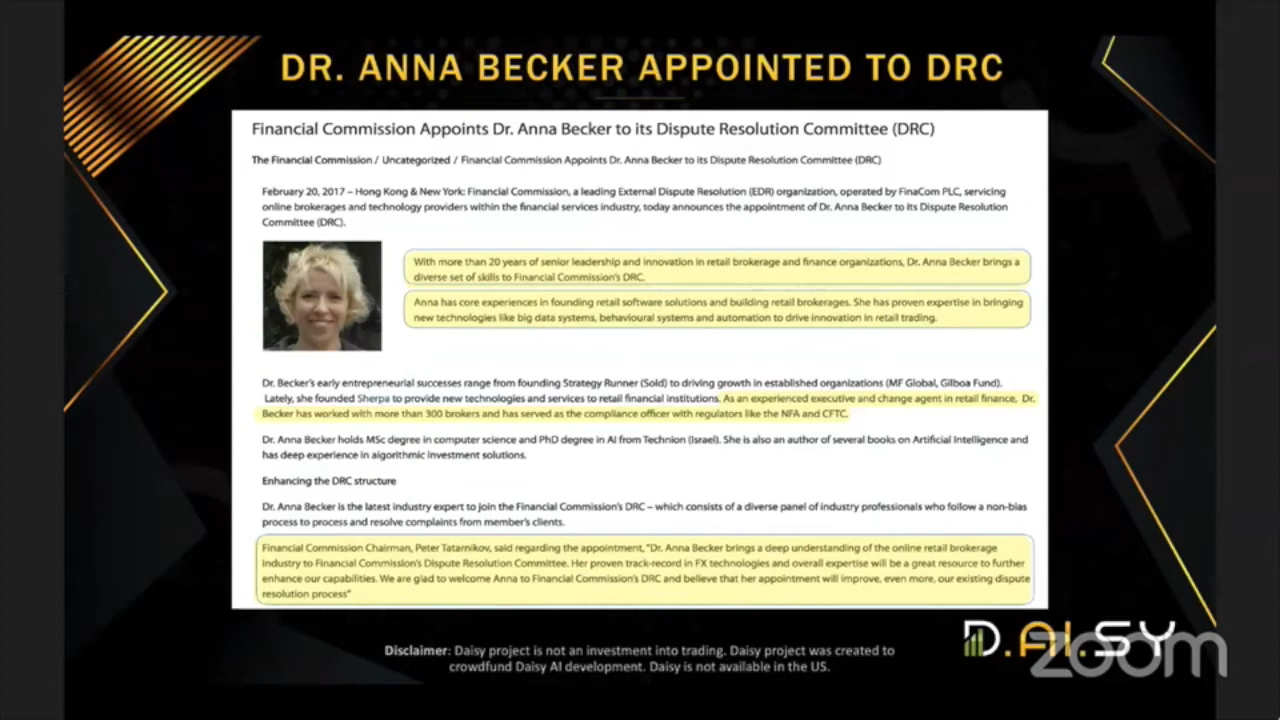 DR. ANNA BECKER APPOINTED TO DRC
Financial Commission Appoints Dr. Anna Becker to its Dispute Resolution Committee (DRC)
The Financial Commission / Uncategorized / Financial Commission Appoints Dr. Anna Becker to its Dispute Resolution Committee (DRC)
February 20, 2017 – Hong Kong & New York: Financial Commission, a leading External Dispute Resolution (EDR) organization, operated by FinaCom PLC, servicing
online brokerages and technology providers within the financial services industry, today announces the appointment of Dr. Anna Becker to its Dispute Resolution
Committee (DRC).
With more than 20 years of senior leadership and innovation in retail brokerage and finance organizations, Dr. Anna Becker brings a
diverse set of skills to Financial Commission's DRC.
Anna has core experiences in founding retail software solutions and building retail brokerages. She has proven expertise in bringing
new technologies like big data systems, behavioural systems and automation to drive innovation in retail trading.
Dr. Becker's early entrepreneurial successes range from founding Strategy Runner (Sold) to driving growth in established organizations (MF Global, Gilboa Fund).
Lately, she founded Sherpa to provide new technologies and services to retail financial institutions. As an experienced executive and change agent in retail finance, Dr.
Becker has worked with more than 300 brokers and has served as the compliance officer with regulators like the NFA and CFTC.
Dr. Anna Becker holds MSc degree in computer science and PhD degree in AI from Technion (Israel). She is also an author of several books on Artificial Intelligence and
has deep experience in algorithmic investment solutions.
Enhancing the DRC structure
Dr. Anna Becker is the latest industry expert to join the Financial Commission's DRC – which consists of a diverse panel of industry professionals who follow a non-bias
process to process and resolve complaints from member's clients.
Financial Commission Chairman, Peter Tatarnikov, said regarding the appointment, "Dr. Anna Becker brings a deep understanding of the online retail brokerage
industry to Financial Commission's Dispute Resolution Committee. Her proven track-record in FX technologies and overall expertise will be a great resource to further
enhance our capabilities. We are glad to welcome Anna to Financial Commission's DRC and believe that her appointment will improve, even more, our existing dispute
resolution process"
Disclaimer: Daisy project is not an investment into trading. Daisy project was created to
crowdfund Daisy AI development. Daisy is not available in the US.
D.AI.SY
zoom